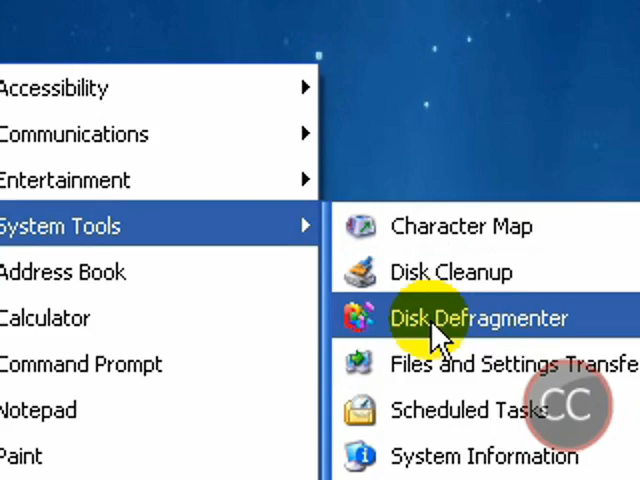 Accessibility
Communications
Entertainment
System Tools
Address Book
Calculator
Command Prompt
Notepad
Paint
Character Map
Disk Cleanup
Disk Defragmenter
Files and Settings Transfe
Scheduled Tasks
System Information
CC